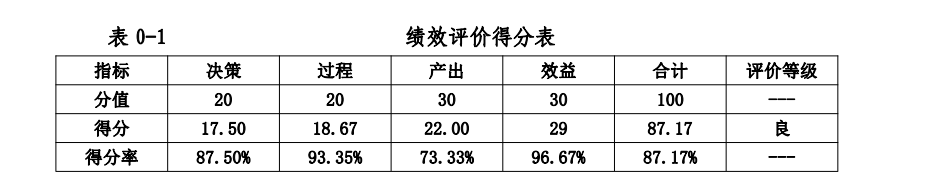 表 0-1 绩效评价得分表
指标 决策 过程 产出 效益 合计 评价等级
分值 20 20 30 30 100 ---
得分 17.50 18.67 22.00 29 87.17 良
得分率 87.50% 93.35% 73.33% 96.67% 87.17% ---